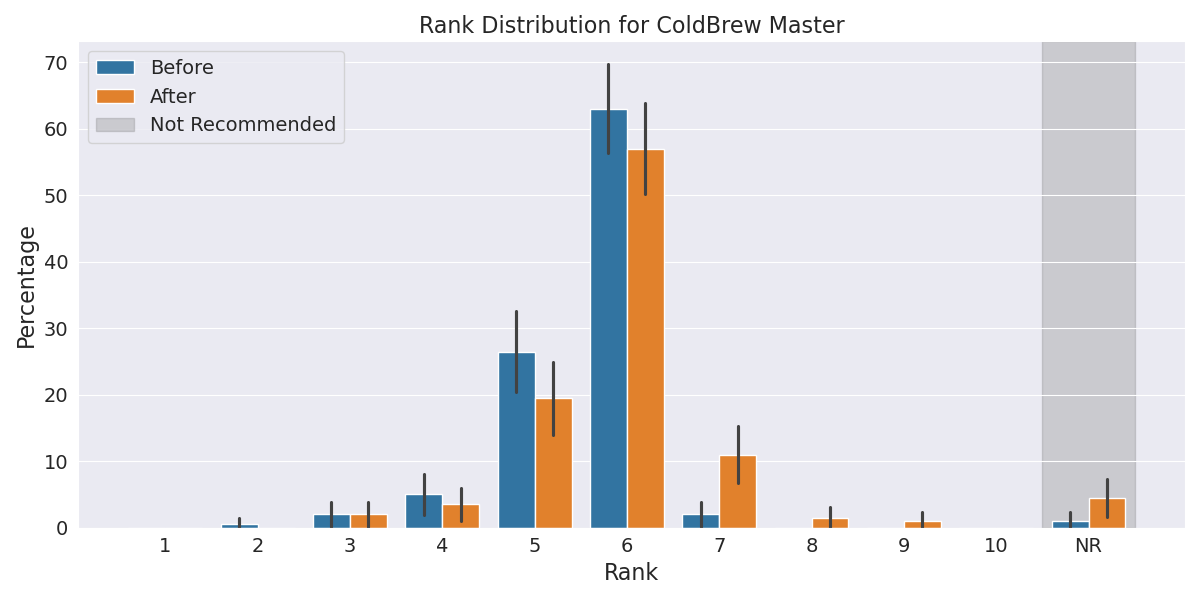 Rank Distribution for ColdBrew Master
Before
After
Not Recommended
Percentage
70
60
50
40
30
20
10
0
1 2 3 4 5 6 7 8 9 10 NR
Rank